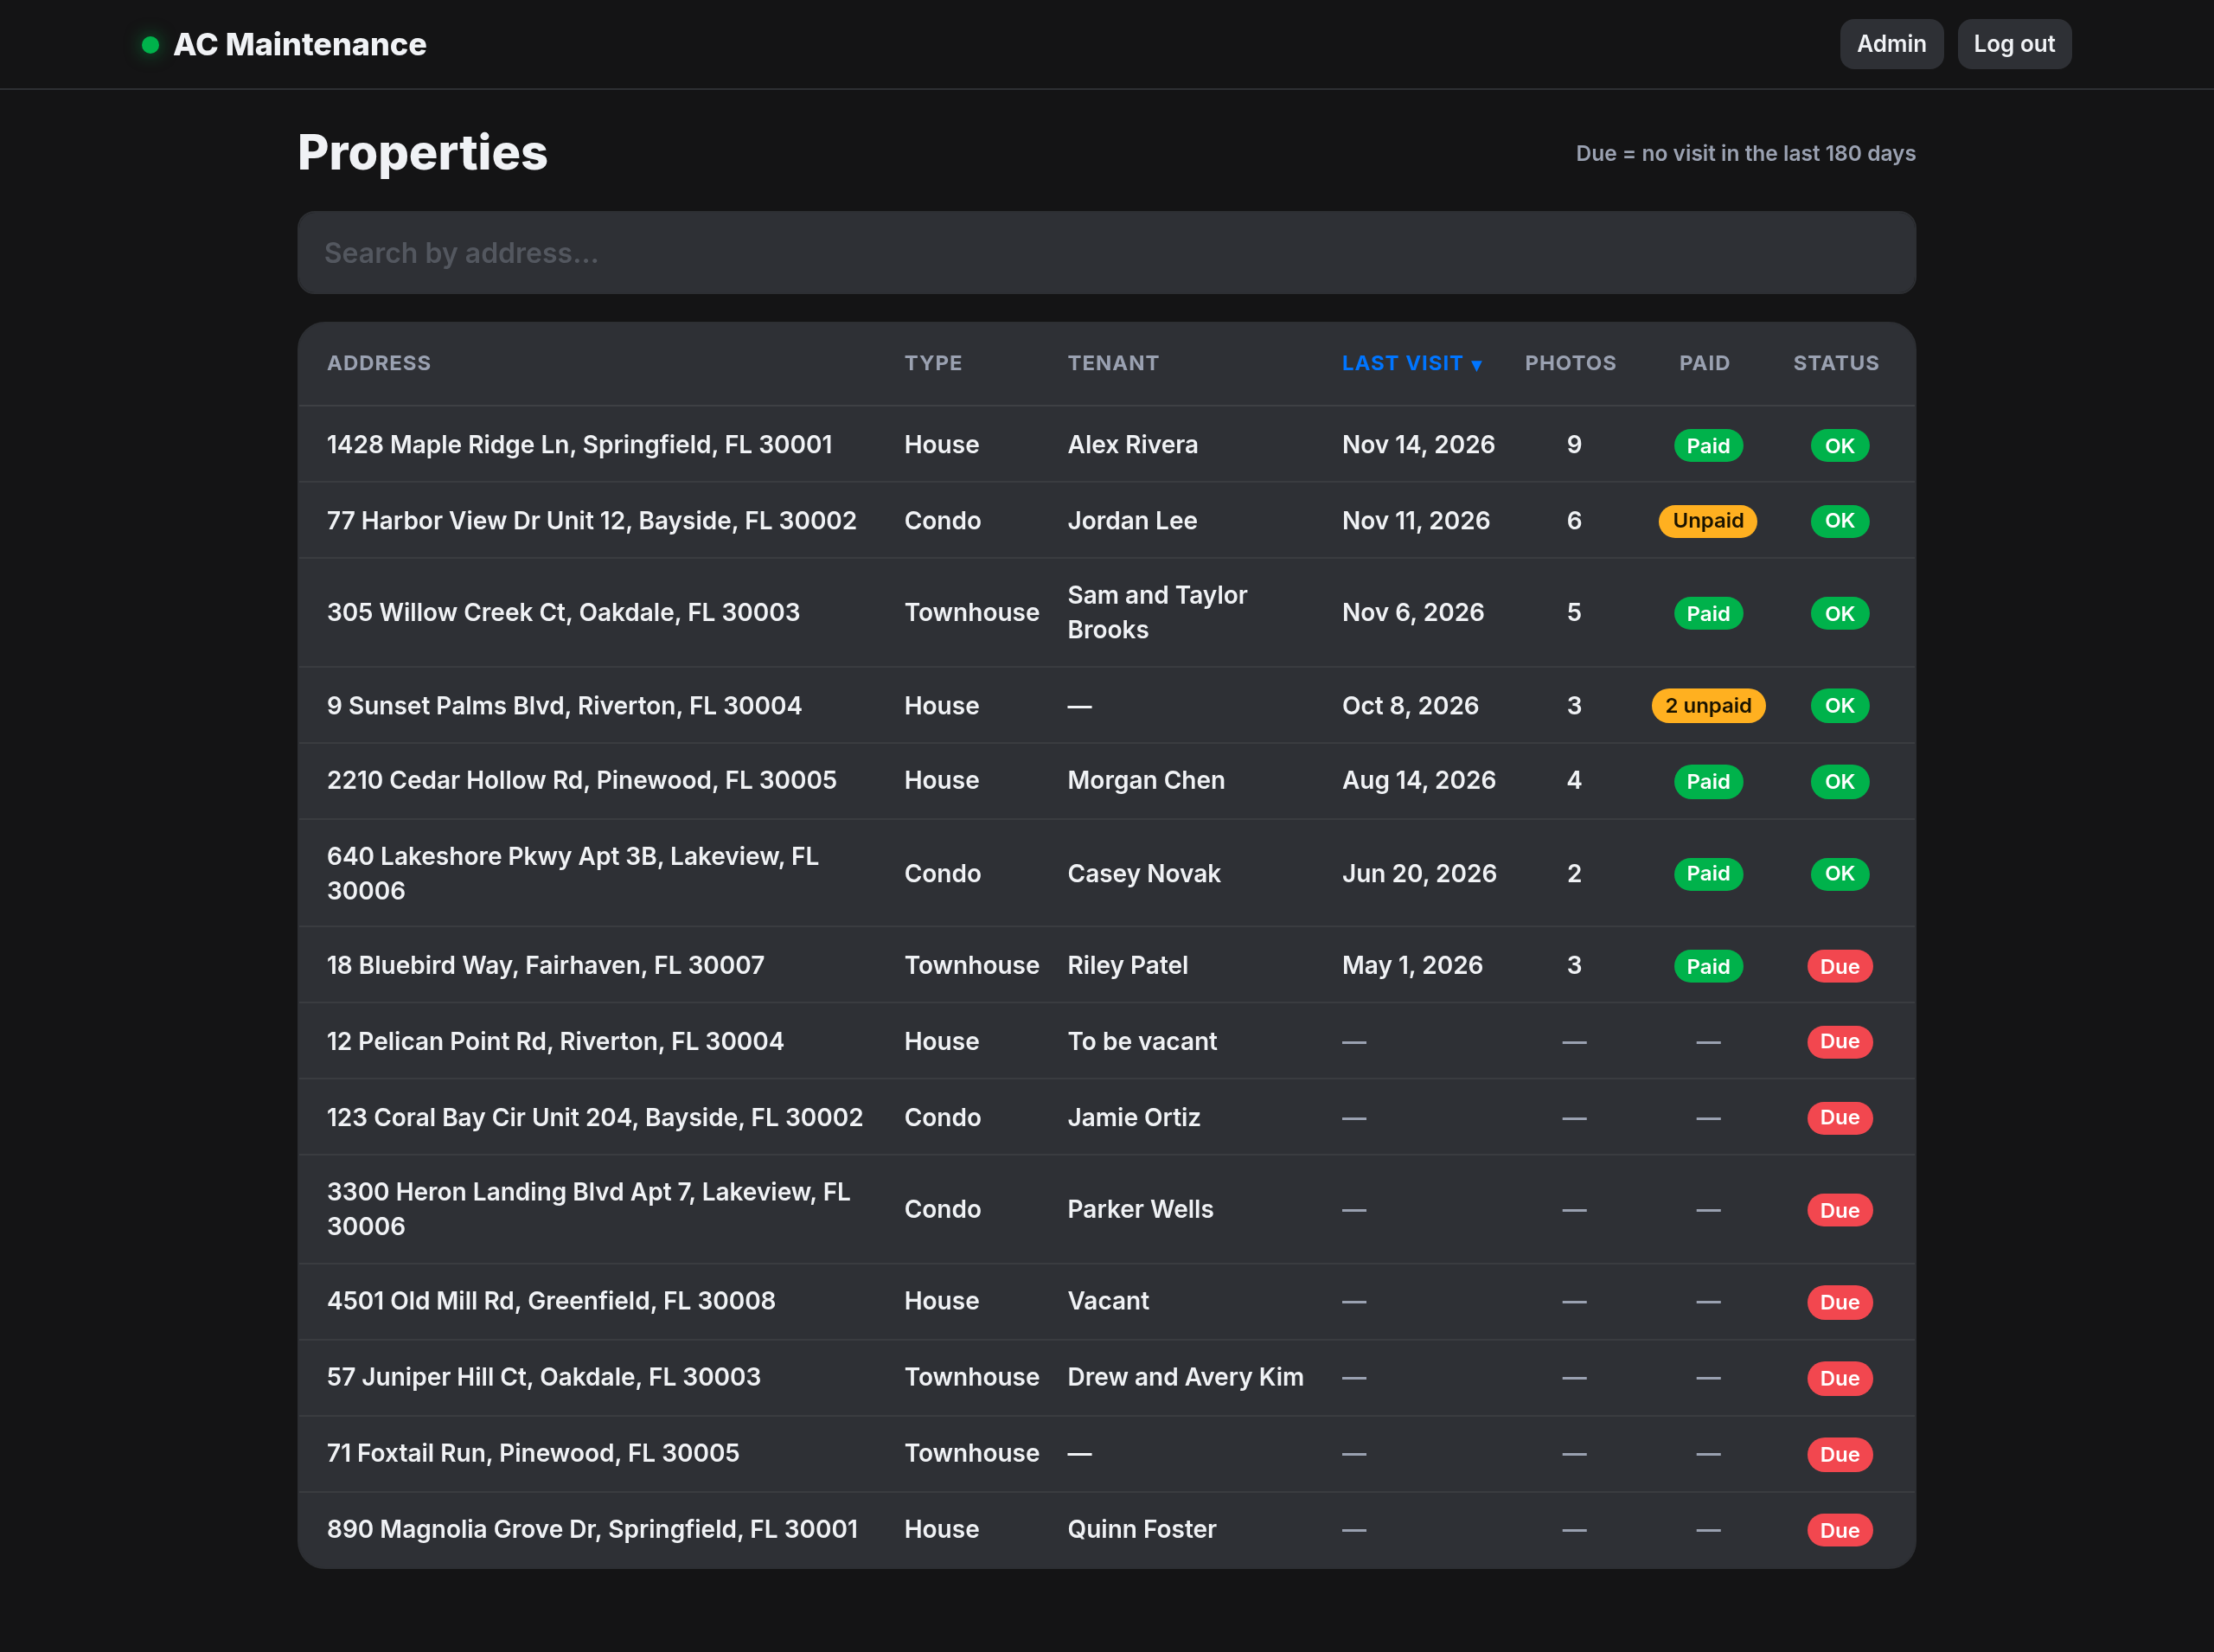 AC Maintenance
Admin
Log out
Properties
Due = no visit in the last 180 days
Search by address...
ADDRESS TYPE TENANT LAST VISIT ▼ PHOTOS PAID STATUS
1428 Maple Ridge Ln, Springfield, FL 30001 House Alex Rivera Nov 14, 2026 9 Paid OK
77 Harbor View Dr Unit 12, Bayside, FL 30002 Condo Jordan Lee Nov 11, 2026 6 Unpaid OK
305 Willow Creek Ct, Oakdale, FL 30003 Townhouse Sam and Taylor
Brooks Nov 6, 2026 5 Paid OK
9 Sunset Palms Blvd, Riverton, FL 30004 House — Oct 8, 2026 3 2 unpaid OK
2210 Cedar Hollow Rd, Pinewood, FL 30005 House Morgan Chen Aug 14, 2026 4 Paid OK
640 Lakeshore Pkwy Apt 3B, Lakeview, FL
30006 Condo Casey Novak Jun 20, 2026 2 Paid OK
18 Bluebird Way, Fairhaven, FL 30007 Townhouse Riley Patel May 1, 2026 3 Paid Due
12 Pelican Point Rd, Riverton, FL 30004 House To be vacant — — — Due
123 Coral Bay Cir Unit 204, Bayside, FL 30002 Condo Jamie Ortiz — — — Due
3300 Heron Landing Blvd Apt 7, Lakeview, FL
30006 Condo Parker Wells — — — Due
4501 Old Mill Rd, Greenfield, FL 30008 House Vacant — — — Due
57 Juniper Hill Ct, Oakdale, FL 30003 Townhouse Drew and Avery Kim — — — Due
71 Foxtail Run, Pinewood, FL 30005 Townhouse — — — — Due
890 Magnolia Grove Dr, Springfield, FL 30001 House Quinn Foster — — — Due